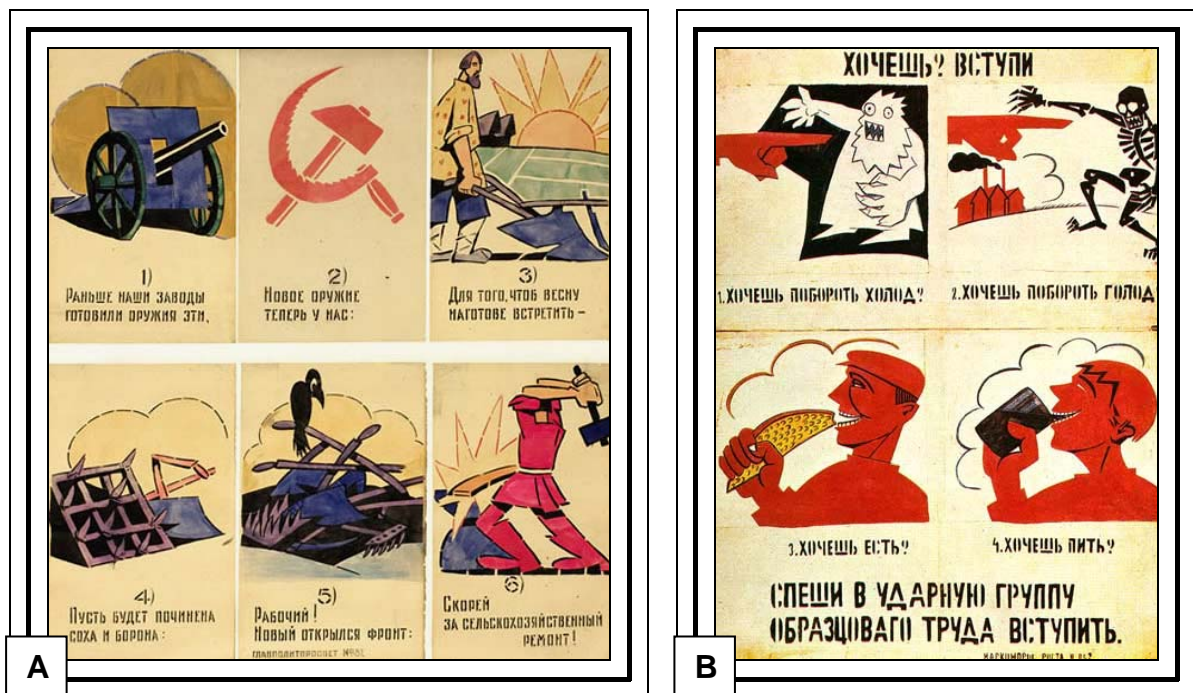 1)
РАНЬШЕ НАШИ ЗАВОДЫ
ГОТОВИЛИ ОРУЖИЯ ЭТИ,
2)
НОВОЕ ОРУЖИЕ
ТЕПЕРЬ У НАС:
3)
ДЛЯ ТОГО, ЧТОБ ВЕСНУ
НАГОТОВЕ ВСТРЕТИТЬ –
4)
ПУСТЬ БУДЕТ ПОЧИНЕНА
СОХА И БОРОНА:
5)
РАБОЧИЙ!
НОВЫЙ ОТКРЫЛСЯ ФРОНТ:
ГЛАВПОЛИТПРОСВЕТ
6)
СКОРЕЙ
ЗА СЕЛЬСКОХОЗЯЙСТВЕННЫЙ
РЕМОНТ!
A
ХОЧЕШЬ? ВСТУПИ
1. ХОЧЕШЬ ПОБОРОТЬ ХОЛОД?
2. ХОЧЕШЬ ПОБОРОТЬ ГОЛОД
3. ХОЧЕШЬ ЕСТЬ?
4. ХОЧЕШЬ ПИТЬ?
СПЕШИ В УДАРНУЮ ГРУППУ
ОБРАЗЦОВАГО ТРУДА ВСТУПИТЬ.
РОСТА
B